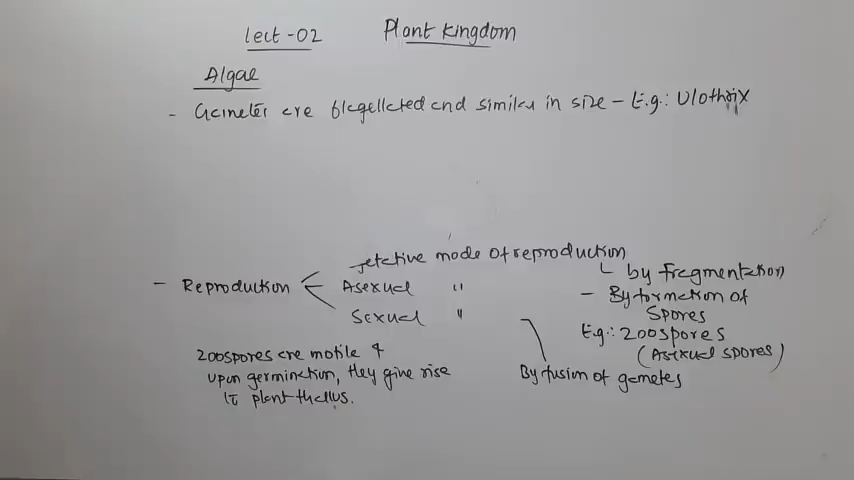 Lect-02 Plant kingdom
Algae
- Gametes are flagellated and similar in size - E.g.: Ulothrix
getative mode of reproduction
by fragmentation
- Reproduction
Asexual "
- By formation of
Spores
Sexual "
E.g.: zoospores
(Asexual spores)
zoospores are motile &
upon germination, they give rise
to plant thallus.
By fusion of gametes